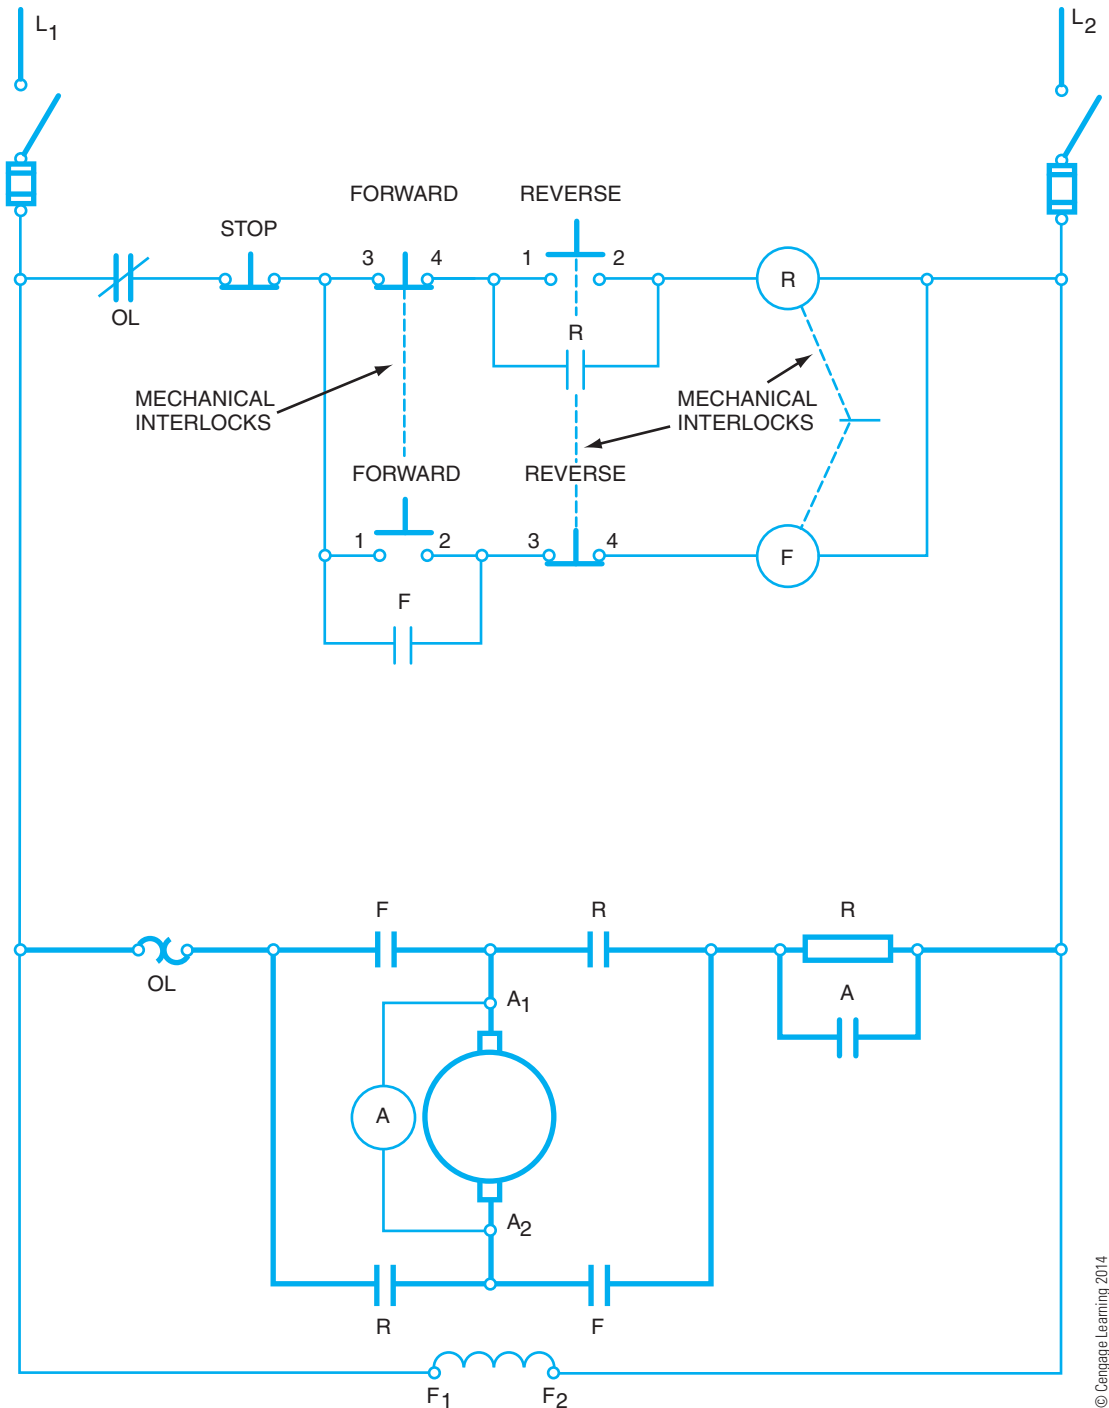 L1
L2
FORWARD
REVERSE
STOP
3
4
1
2
R
OL
R
MECHANICAL
INTERLOCKS
MECHANICAL
INTERLOCKS
FORWARD
REVERSE
1
2
3
4
F
F
F
R
R
OL
A
A1
A
A2
R
F
F1
F2
© Cengage Learning 2014